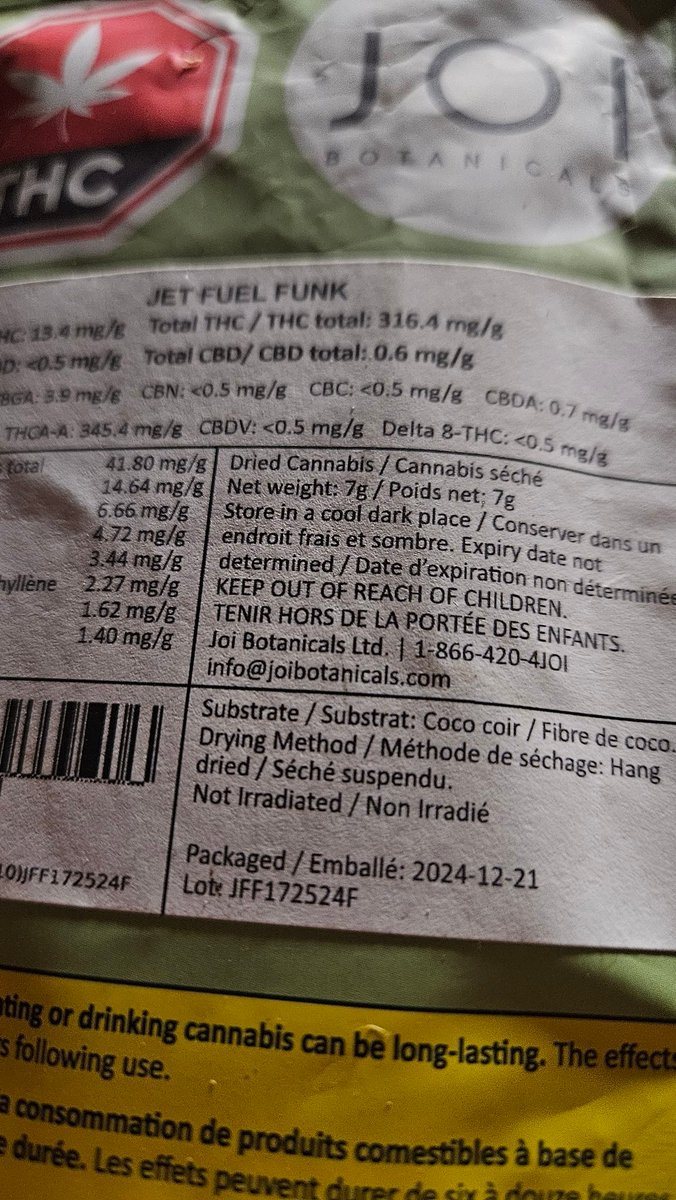 THC
JOI
BOTANICALS
JET FUEL FUNK
13.4 mg/g Total THC / THC total: 316.4 mg/g
<0.5 mg/g Total CBD/ CBD total: 0.6 mg/g
3.9 mg/g CBN: <0.5 mg/g CBC: <0.5 mg/g CBDA: 0.7 mg/g
THCA-A: 345.4 mg/g CBDV: <0.5 mg/g Delta 8-THC: <0.5 mg/g
total 41.80 mg/g
14.64 mg/g
6.66 mg/g
4.72 mg/g
3.44 mg/g
2.27 mg/g
1.62 mg/g
1.40 mg/g
Dried Cannabis / Cannabis séché
Net weight: 7g / Poids net: 7g
Store in a cool dark place / Conserver dans un
endroit frais et sombre. Expiry date not
determined / Date d'expiration non déterminée
KEEP OUT OF REACH OF CHILDREN.
TENIR HORS DE LA PORTÉE DES ENFANTS.
Joi Botanicals Ltd. | 1-866-420-4JOI
info@joibotanicals.com
Substrate / Substrat: Coco coir / Fibre de coco.
Drying Method / Méthode de séchage: Hang
dried / Séché suspendu.
Not Irradiated / Non Irradié
Packaged / Emballé: 2024-12-21
Lot: JFF172524F
10)JFF172524F
or drinking cannabis can be long-lasting. The effects
following use.
consommation de produits comestibles à base de
durée. Les effets peuvent durer de six à douze heures